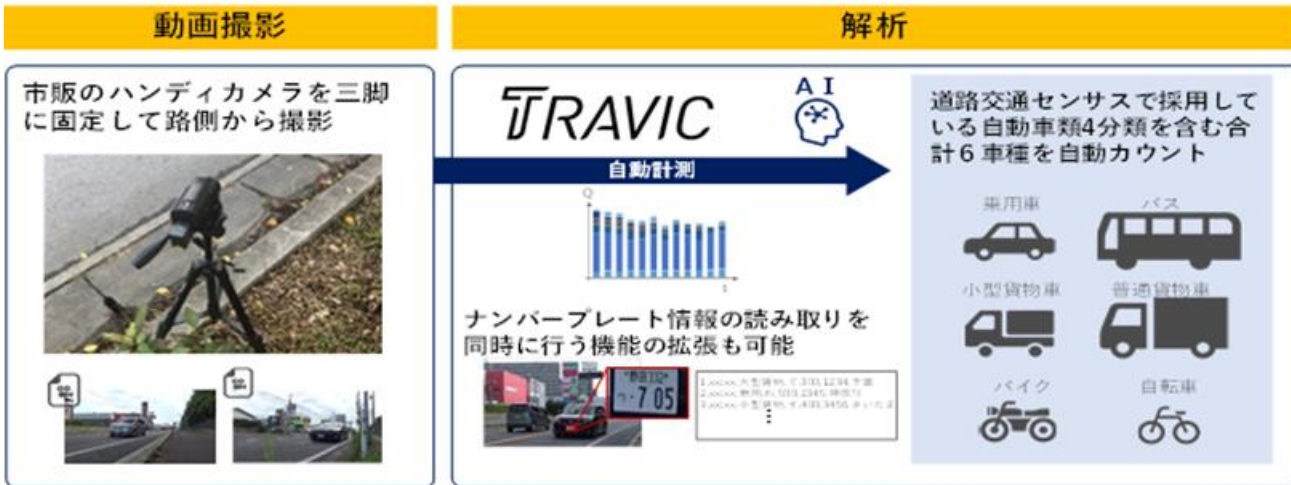 動画撮影
解析
市販のハンディカメラを三脚
に固定して路側から撮影
TRAVIC
AI
自動計測
Q
t
ナンバープレート情報の読み取りを
同時に行う機能の拡張も可能
・7 05
道路交通センサスで採用して
いる自動車類4分類を含む合
計６車種を自動カウント
乗用車
バス
小型貨物車
普通貨物車
バイク
自転車